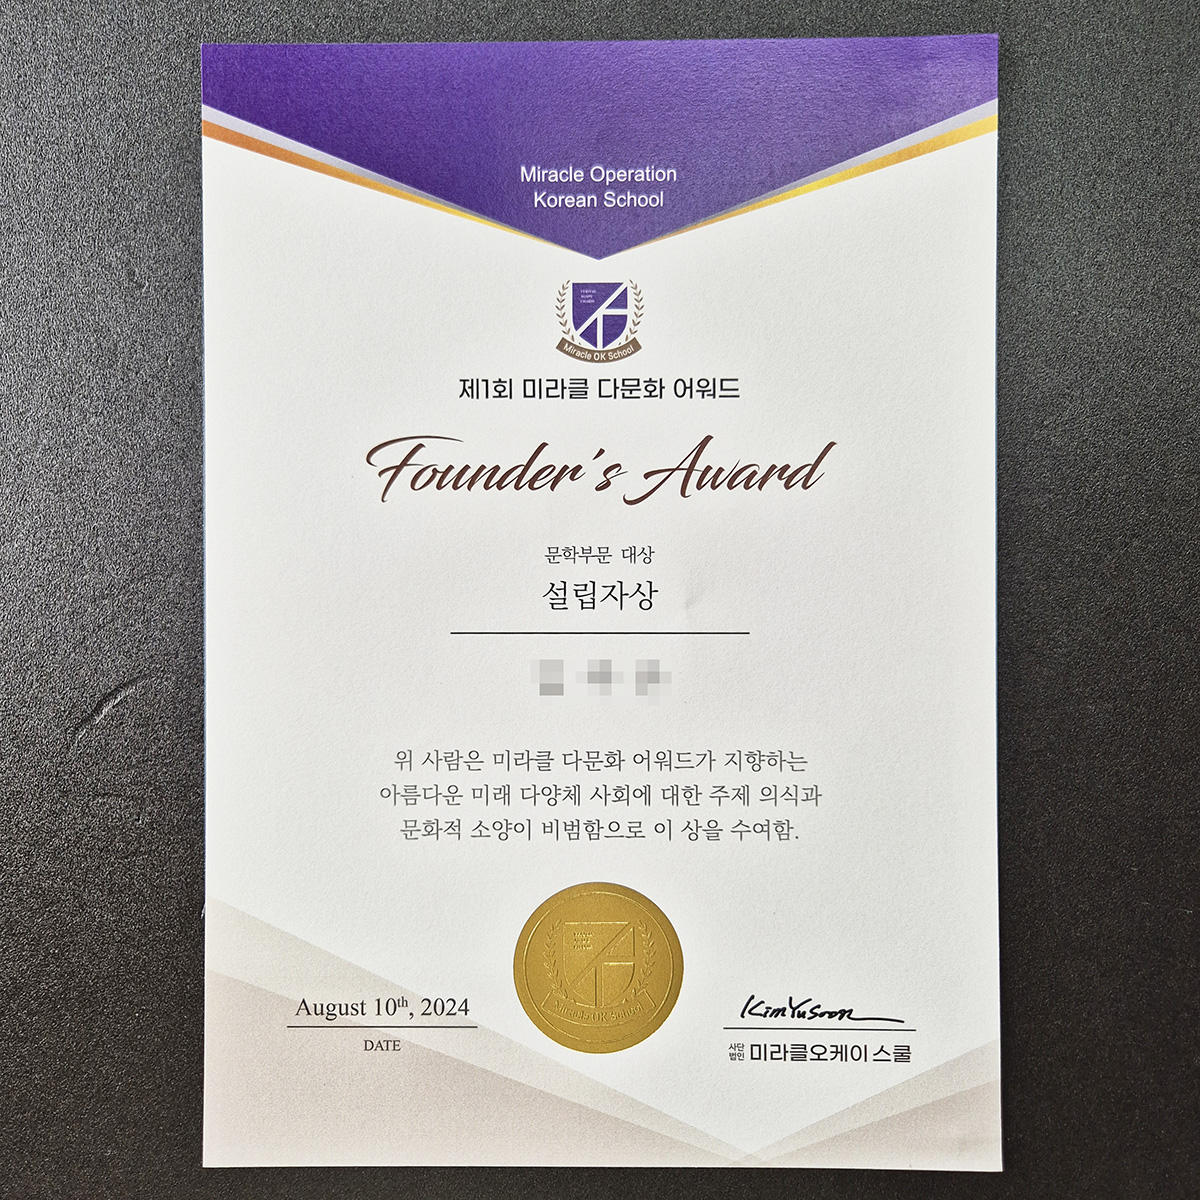 Miracle Operation
Korean School
Miracle OK School
제1회 미라클 다문화 어워드
Founder's Award
문학부문 대상
설립자상
위 사람은 미라클 다문화 어워드가 지향하는
아름다운 미래 다양체 사회에 대한 주제 의식과
문화적 소양이 비범함으로 이 상을 수여함.
Miracle OK School
August 10th, 2024
DATE
KimYuSoon
사단법인 미라클오케이스쿨